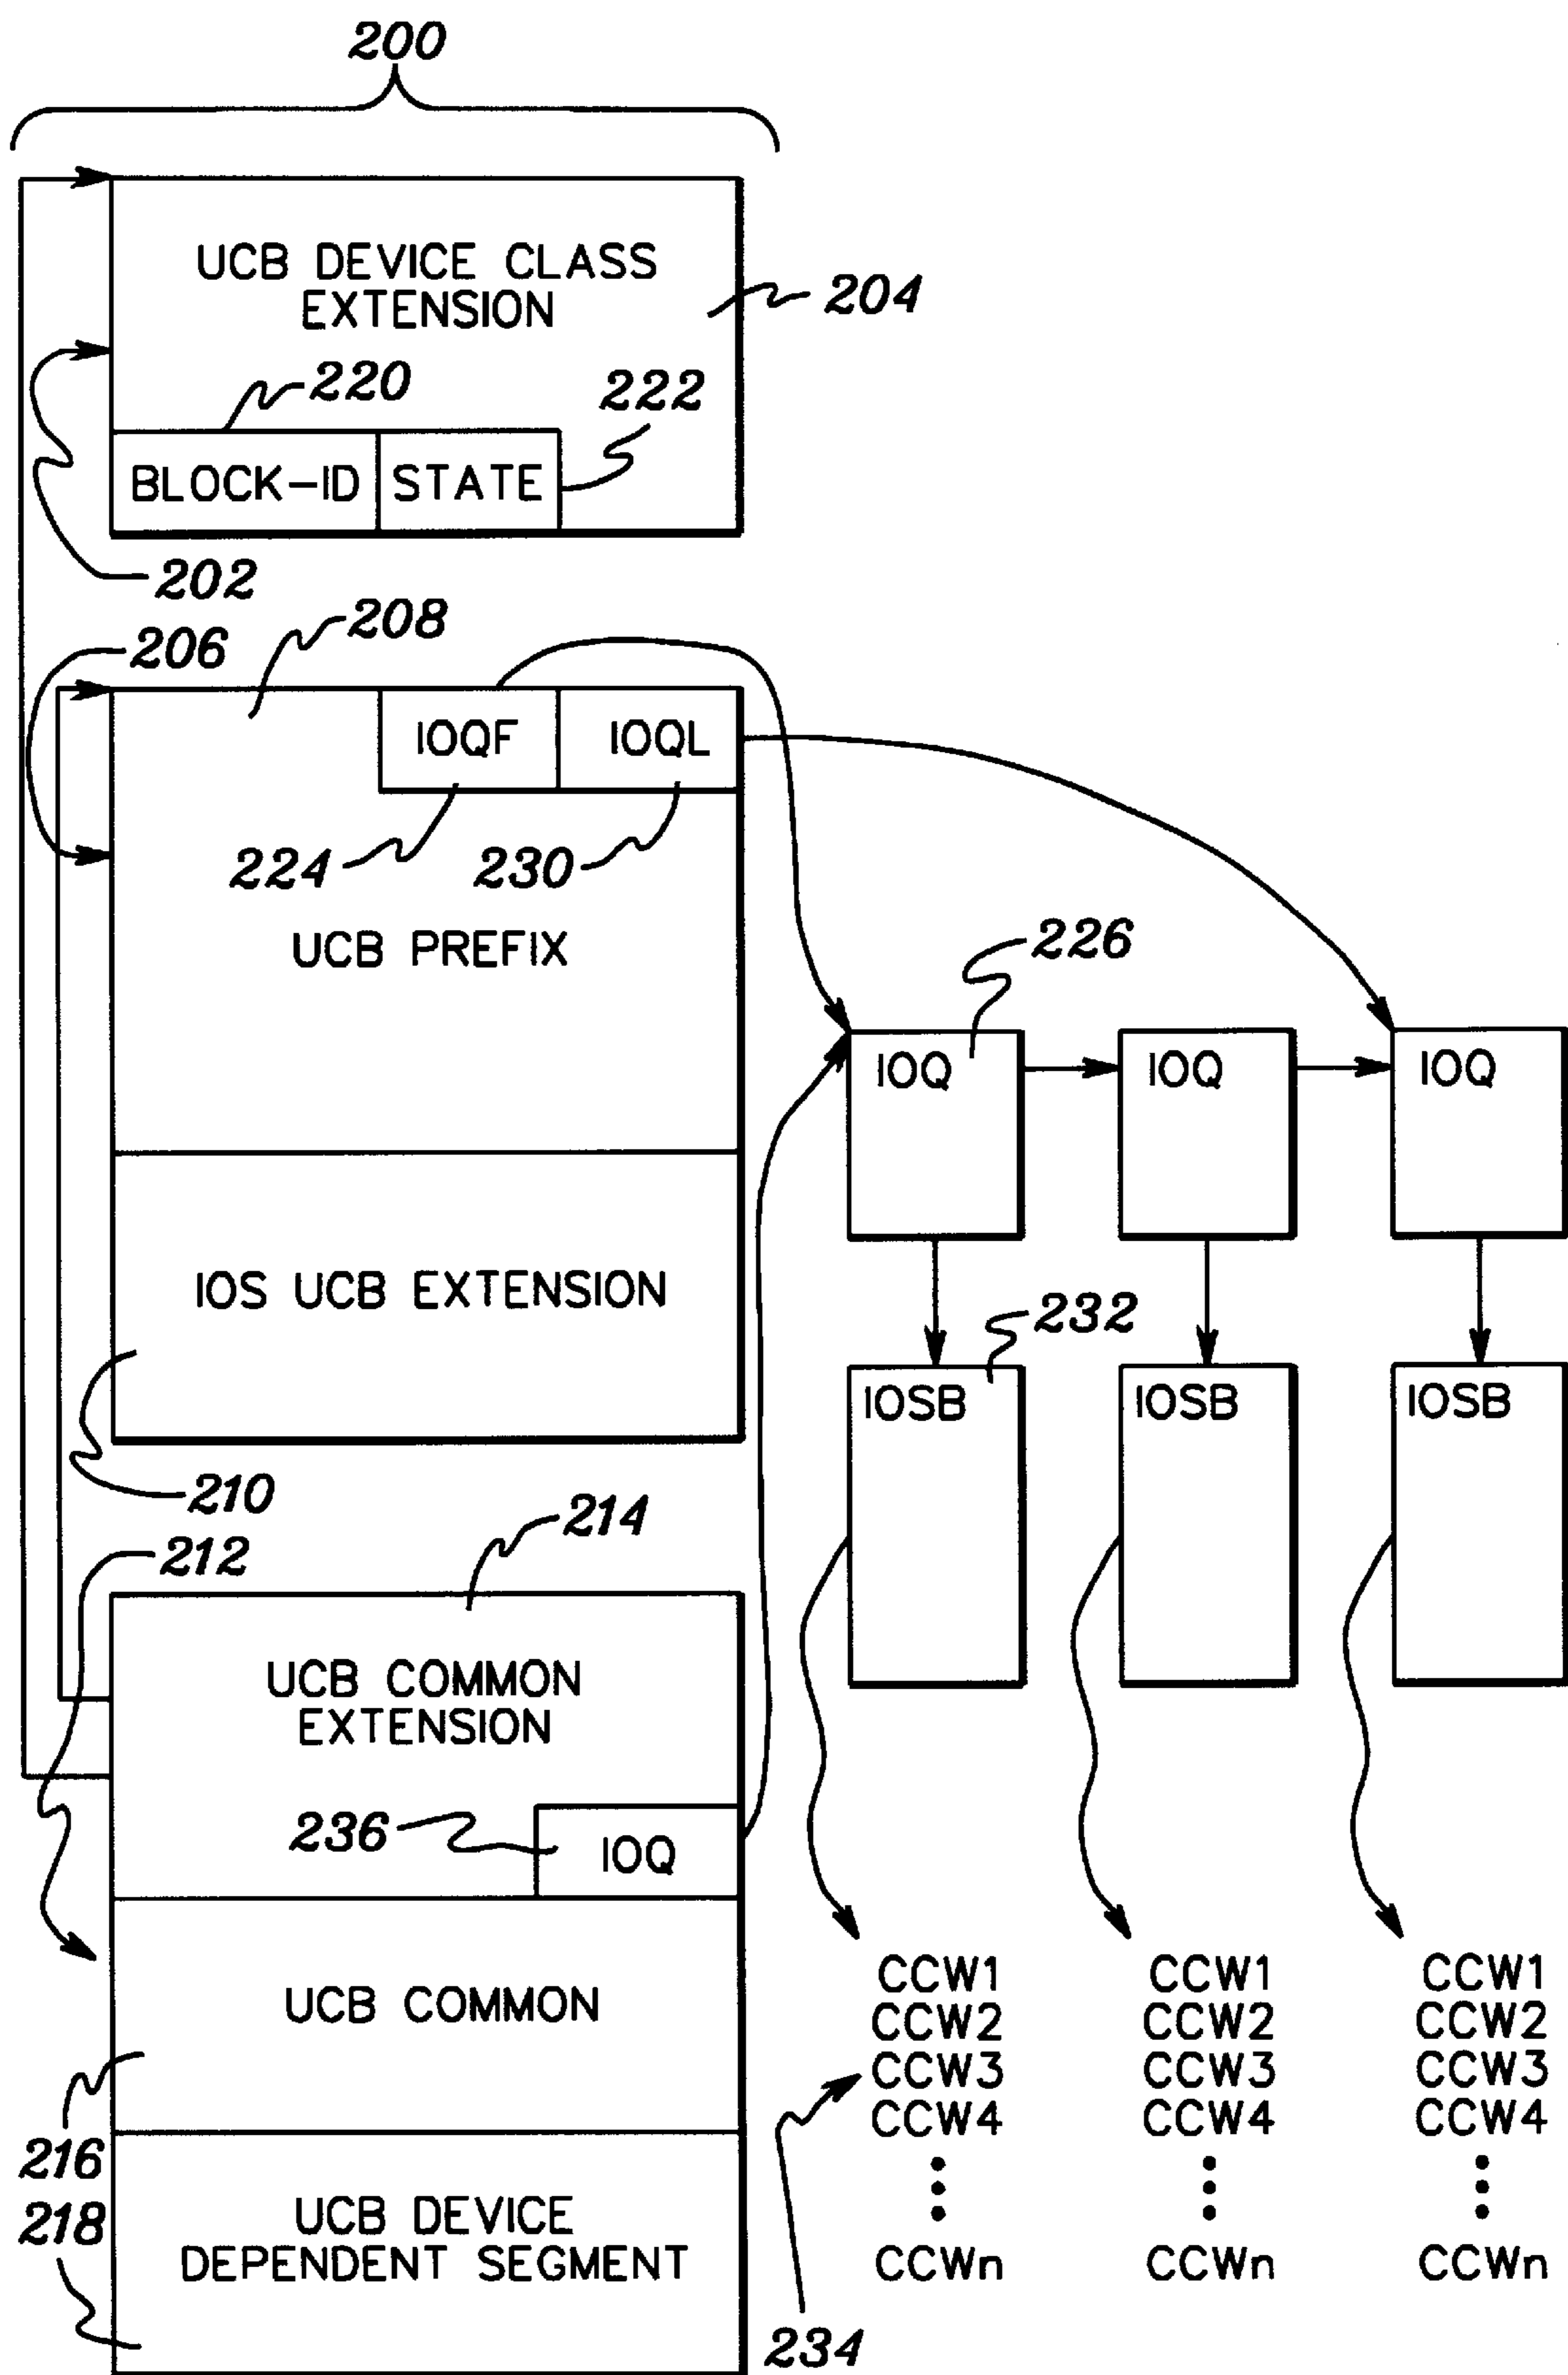 200
UCB DEVICE CLASS
EXTENSION
204
220
222
BLOCK-ID
STATE
202
208
206
IOQF
IOQL
224
230
UCB PREFIX
226
IOQ
IOQ
IOQ
IOS UCB EXTENSION
232
IOSB
IOSB
IOSB
210
214
212
UCB COMMON
EXTENSION
236
IOQ
UCB COMMON
216
218
UCB DEVICE
DEPENDENT SEGMENT
CCW1
CCW2
CCW3
CCW4
CCWn
CCW1
CCW2
CCW3
CCW4
CCWn
CCW1
CCW2
CCW3
CCW4
CCWn
234